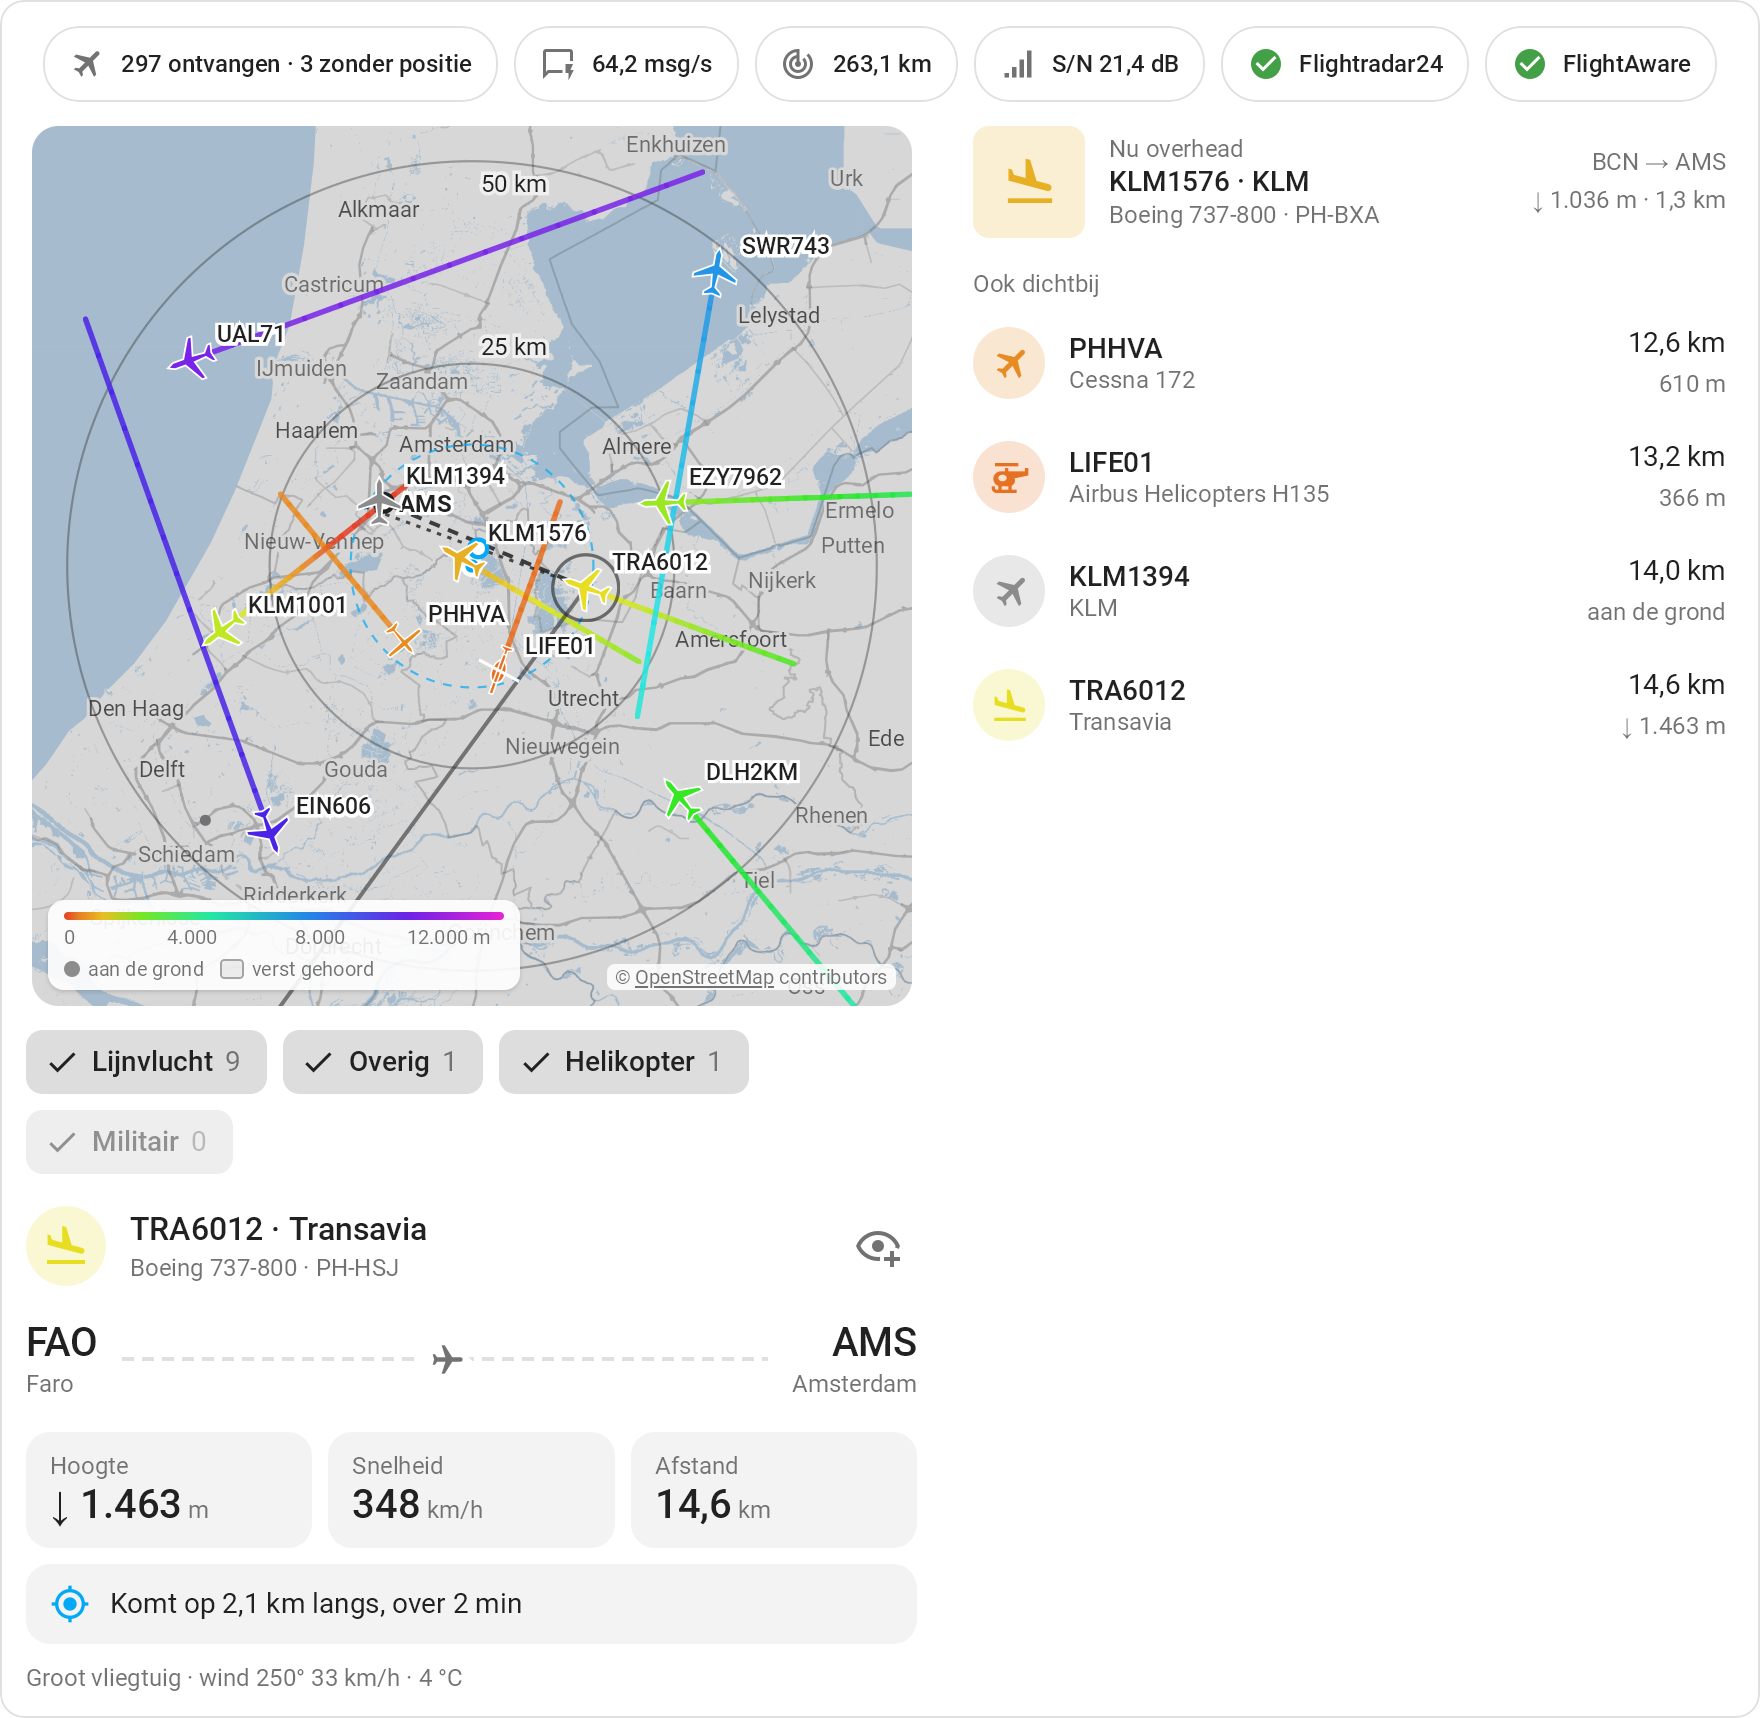 297 ontvangen · 3 zonder positie
64,2 msg/s
263,1 km
S/N 21,4 dB
Flightradar24
FlightAware
Enkhuizen
Urk
50 km
Alkmaar
SWR743
Castricum
Lelystad
UAL71
25 km
IJmuiden
Zaandam
Haarlem
Amsterdam
Almere
KLM1394
EZY7962
AMS
Ermelo
KLM1576
Nieuw-Vennep
Putten
TRA6012
Nijkerk
Baarn
KLM1001
PHHVA
LIFE01
Amersfoort
Utrecht
Den Haag
Nieuwegein
Ede
Delft
Gouda
DLH2KM
EIN606
Rhenen
Schiedam
Tiel
Ridderkerk
Dordrecht
0 4.000 8.000 12.000 m
aan de grond verst gehoord
© OpenStreetMap contributors
Nu overhead
KLM1576 · KLM
Boeing 737-800 · PH-BXA
BCN → AMS
↓ 1.036 m · 1,3 km
Ook dichtbij
PHHVA
Cessna 172
12,6 km
610 m
LIFE01
Airbus Helicopters H135
13,2 km
366 m
KLM1394
KLM
14,0 km
aan de grond
TRA6012
Transavia
14,6 km
↓ 1.463 m
Lijnvlucht 9
Overig 1
Helikopter 1
Militair 0
TRA6012 · Transavia
Boeing 737-800 · PH-HSJ
FAO
Faro
AMS
Amsterdam
Hoogte
↓ 1.463 m
Snelheid
348 km/h
Afstand
14,6 km
Komt op 2,1 km langs, over 2 min
Groot vliegtuig · wind 250° 33 km/h · 4 °C